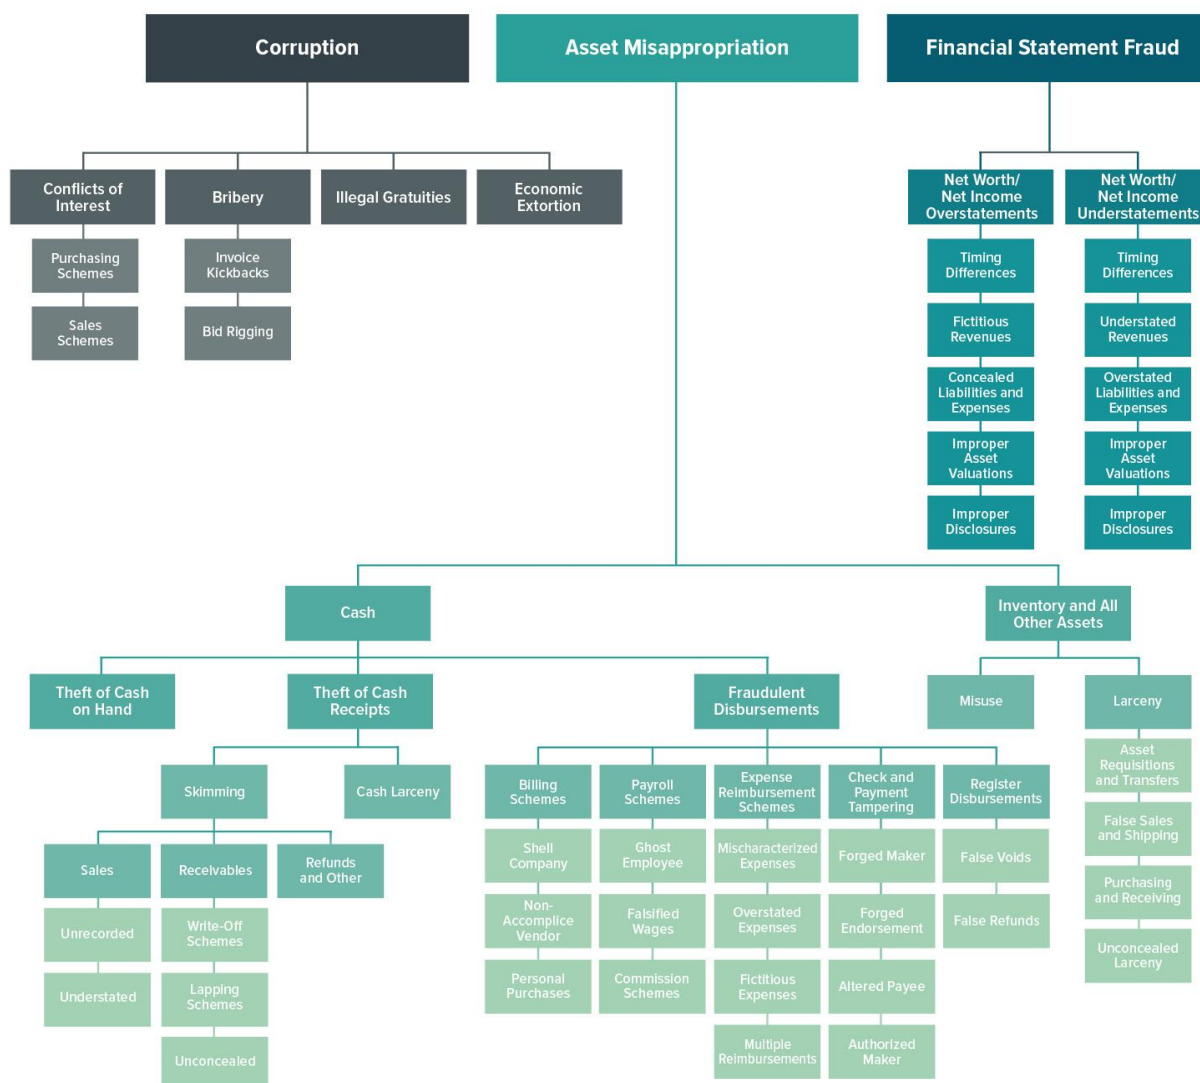 Corruption
Asset Misappropriation
Financial Statement Fraud
Conflicts of
Interest
Purchasing
Schemes
Sales
Schemes
Bribery
Invoice
Kickbacks
Bid Rigging
Illegal Gratuities
Economic
Extortion
Net Worth/
Net Income
Overstatements
Timing
Differences
Fictitious
Revenues
Concealed
Liabilities and
Expenses
Improper
Asset
Valuations
Improper
Disclosures
Net Worth/
Net Income
Understatements
Timing
Differences
Understated
Revenues
Overstated
Liabilities and
Expenses
Improper
Asset
Valuations
Improper
Disclosures
Cash
Theft of Cash
on Hand
Theft of Cash
Receipts
Skimming
Sales
Unrecorded
Understated
Receivables
Write-Off
Schemes
Lapping
Schemes
Unconcealed
Refunds
and Other
Cash Larceny
Fraudulent
Disbursements
Billing
Schemes
Shell
Company
Non-
Accomplice
Vendor
Personal
Purchases
Payroll
Schemes
Ghost
Employee
Falsified
Wages
Commission
Schemes
Expense
Reimbursement
Schemes
Mischaracterized
Expenses
Overstated
Expenses
Fictitious
Expenses
Multiple
Reimbursements
Check and
Payment
Tampering
Forged Maker
Forged
Endorsement
Altered Payee
Authorized
Maker
Register
Disbursements
False Voids
False Refunds
Inventory and All
Other Assets
Misuse
Larceny
Asset
Requisitions
and Transfers
False Sales
and Shipping
Purchasing
and Receiving
Unconcealed
Larceny